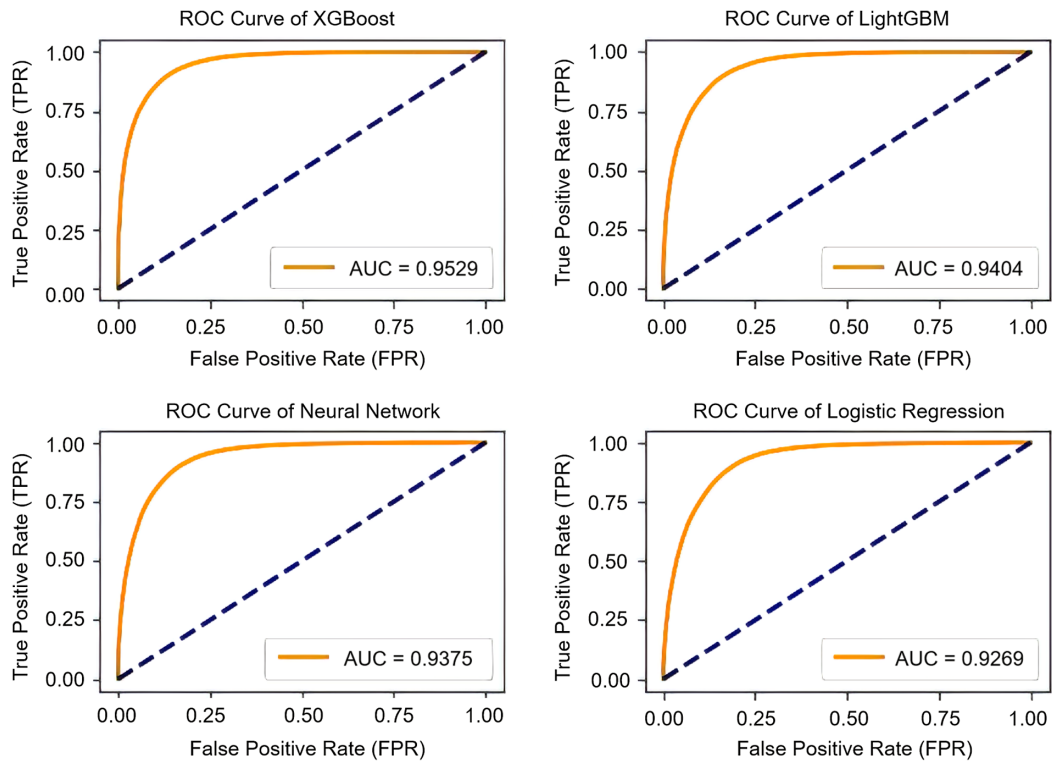 ROC Curve of XGBoost
True Positive Rate (TPR)
1.00
0.75
0.50
0.25
0.00
AUC = 0.9529
0.00 0.25 0.50 0.75 1.00
False Positive Rate (FPR)
ROC Curve of LightGBM
True Positive Rate (TPR)
1.00
0.75
0.50
0.25
0.00
AUC = 0.9404
0.00 0.25 0.50 0.75 1.00
False Positive Rate (FPR)
ROC Curve of Neural Network
True Positive Rate (TPR)
1.00
0.75
0.50
0.25
0.00
AUC = 0.9375
0.00 0.25 0.50 0.75 1.00
False Positive Rate (FPR)
ROC Curve of Logistic Regression
True Positive Rate (TPR)
1.00
0.75
0.50
0.25
0.00
AUC = 0.9269
0.00 0.25 0.50 0.75 1.00
False Positive Rate (FPR)